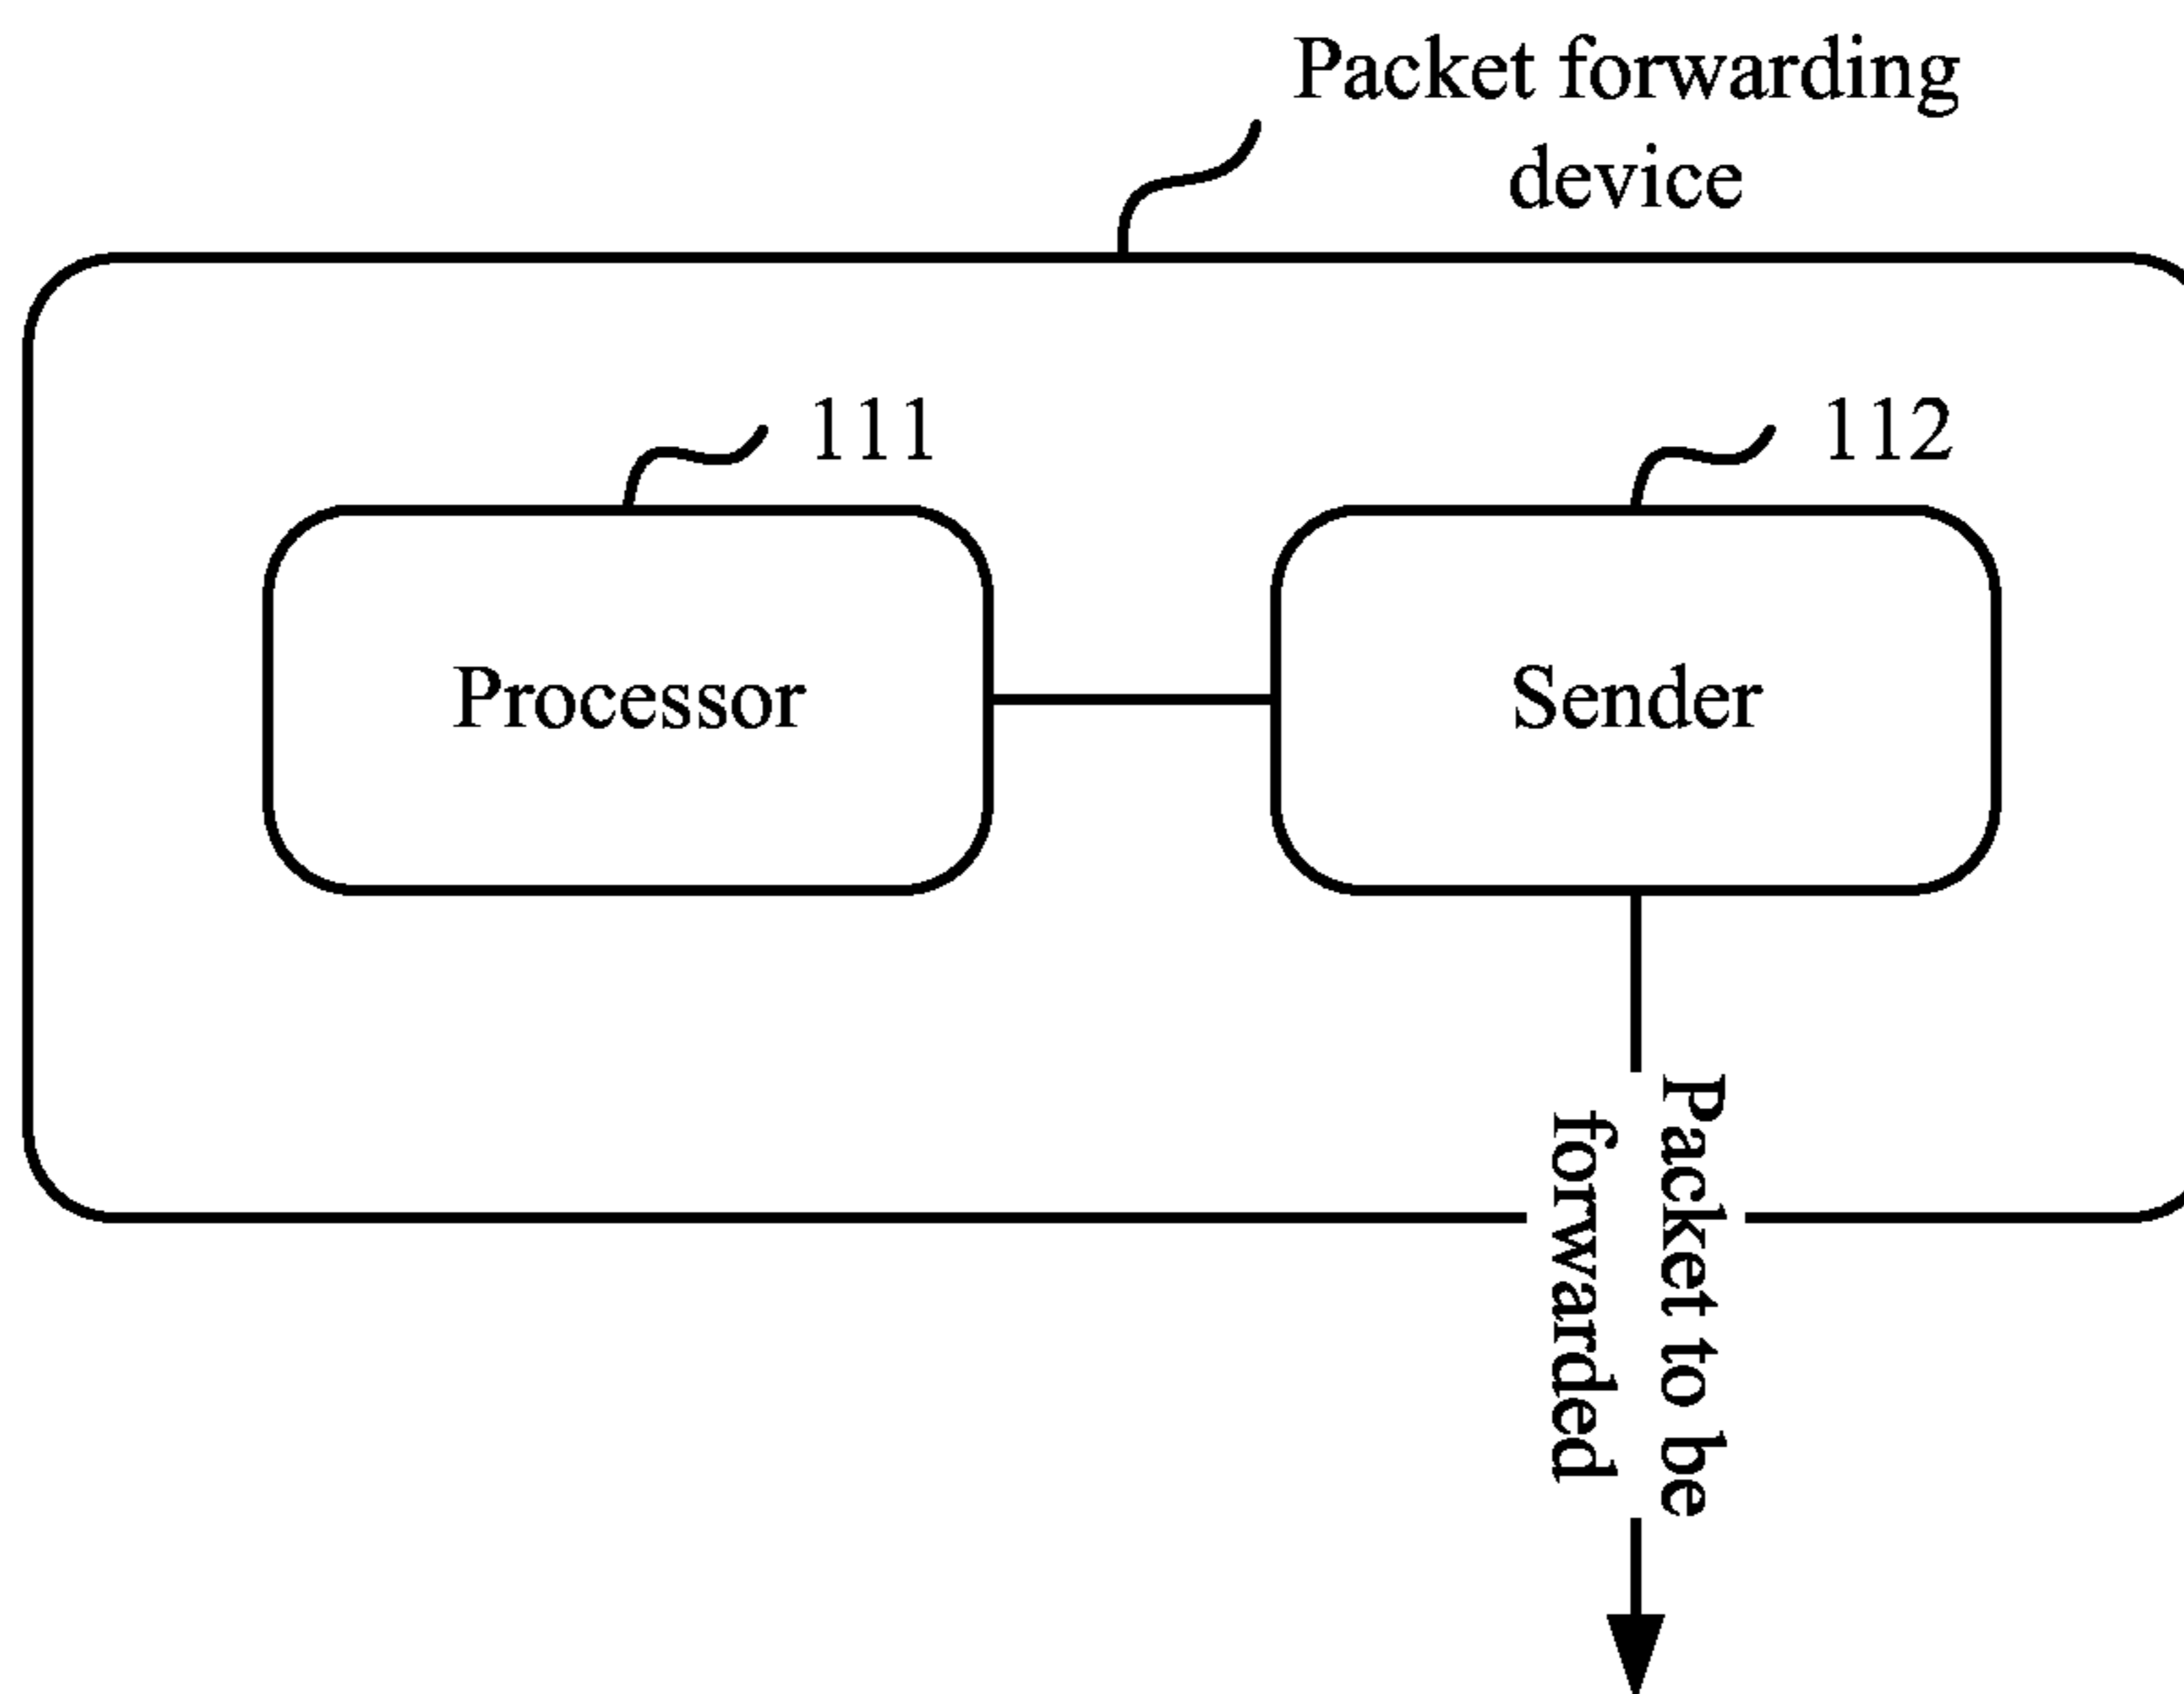 Packet forwarding
device
111
112
Processor
Sender
Packet to be
forwarded